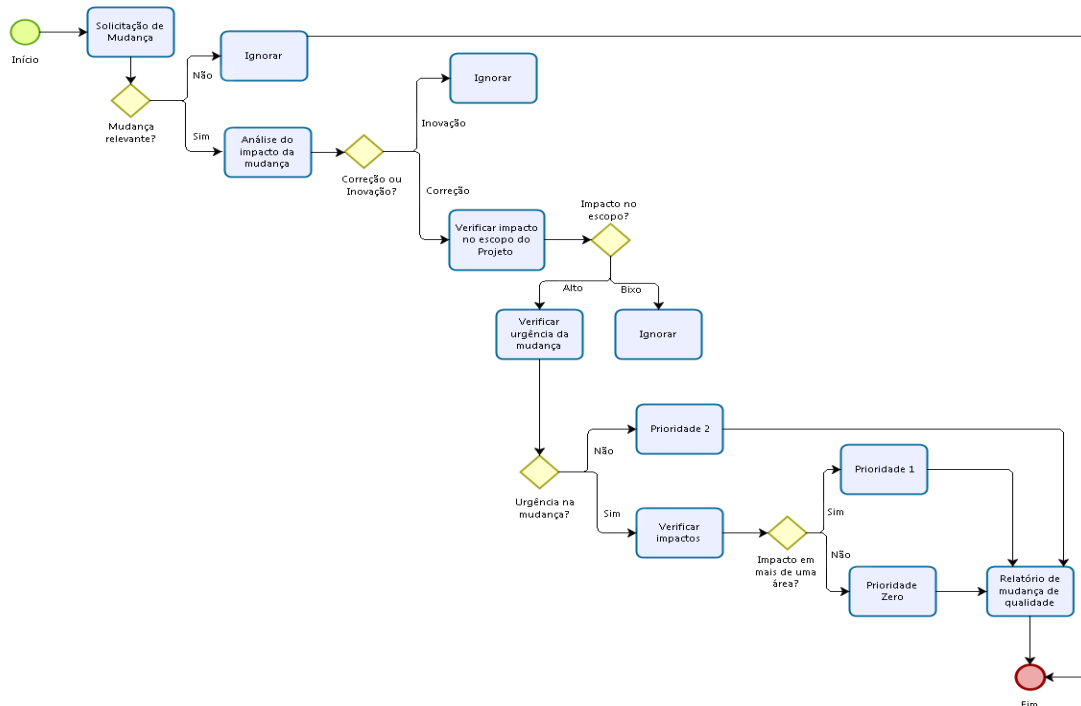 Solicitação de
Mudança
Início
Ignorar
Não
Mudança
relevante?
Sim
Análise do
impacto da
mudança
Ignorar
Inovação
Correção ou
Inovação?
Correção
Verificar impacto
no escopo do
Projeto
Impacto no
escopo?
Alto
Bixo
Verificar
urgência da
mudança
Ignorar
Prioridade 2
Não
Urgência na
mudança?
Sim
Verificar
impactos
Prioridade 1
Sim
Impacto em
mais de uma
área?
Não
Prioridade
Zero
Relatório de
mudança de
qualidade
Fim